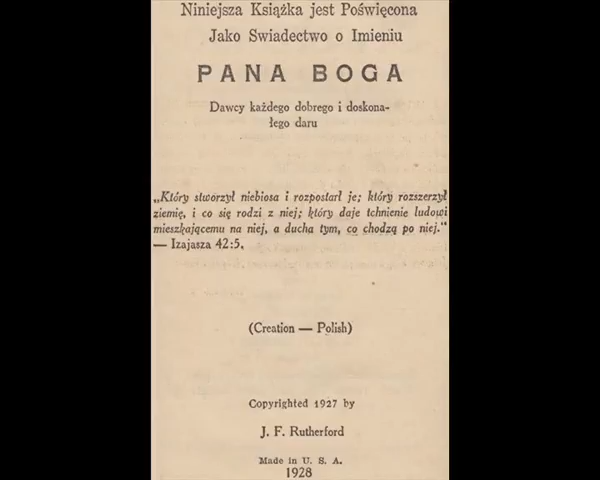 Niniejsza Książka jest Poświęcona
Jako Swiadectwo o Imieniu
PANA BOGA
Dawcy każdego dobrego i doskona-
łego daru
„Który stworzył niebiosa i rozpostarł je; który rozszerzył
ziemię, i co się rodzi z niej; który daje tchnienie ludowi
mieszkającemu na niej, a ducha tym, co chodzą po niej.“
— Izajasza 42:5.
(Creation — Polish)
Copyrighted 1927 by
J. F. Rutherford
Made in U. S. A.
1928